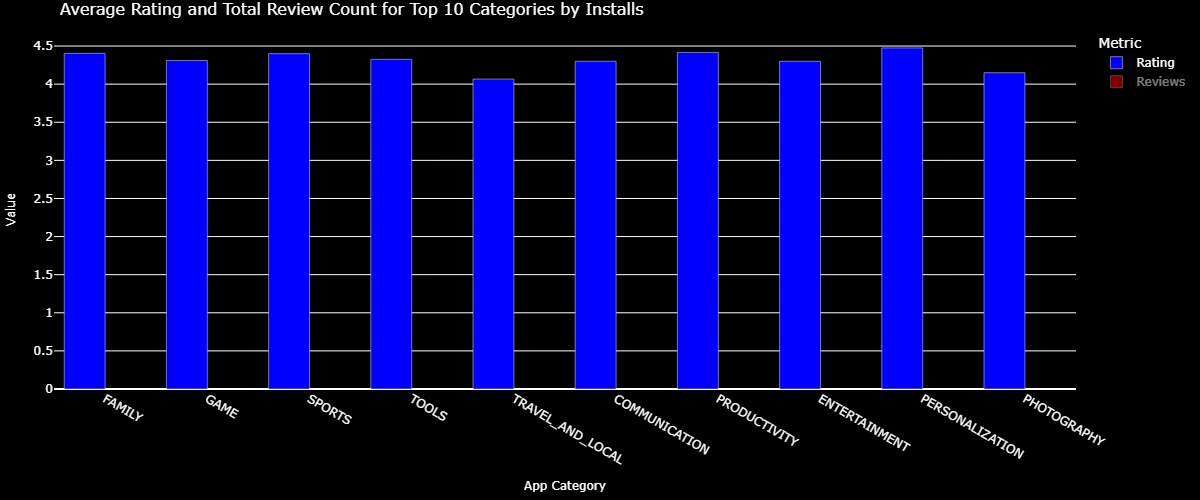 Average Rating and Total Review Count for Top 10 Categories by Installs
Metric
Rating
Reviews
Value
4.5
4
3.5
3
2.5
2
1.5
1
0.5
0
FAMILY
GAME
SPORTS
TOOLS
TRAVEL_AND_LOCAL
COMMUNICATION
PRODUCTIVITY
ENTERTAINMENT
PERSONALIZATION
PHOTOGRAPHY
App Category